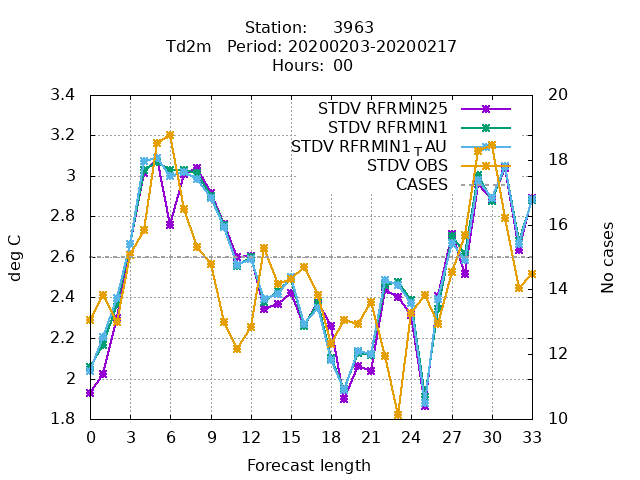 Station: 3963
Td2m Period: 20200203-20200217
Hours: 00
STDV RFRMIN25
STDV RFRMIN1
STDV RFRMIN1TAU
STDV OBS
CASES
3.4
3.2
3
2.8
2.6
2.4
2.2
2
1.8
20
18
16
14
12
10
0 3 6 9 12 15 18 21 24 27 30 33
deg C
No cases
Forecast length